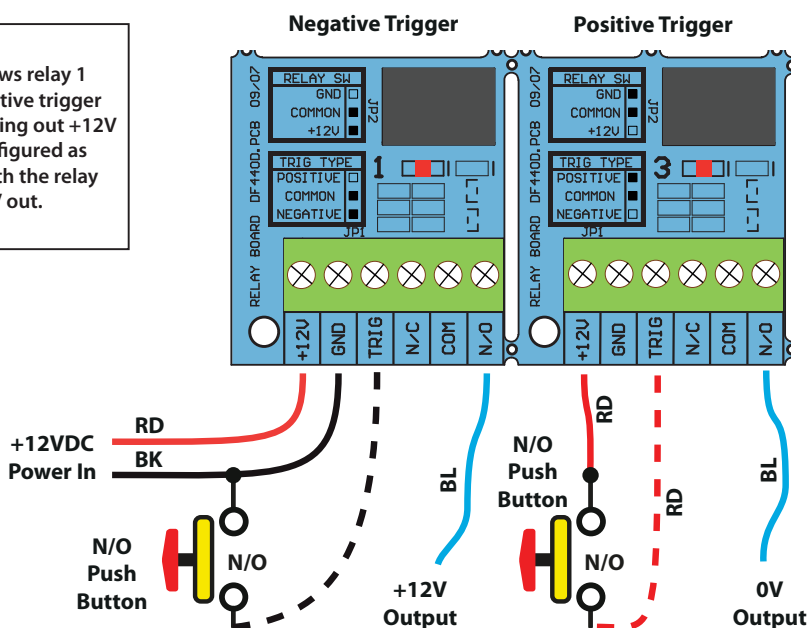 Negative Trigger
Positive Trigger
ws relay 1
tive trigger
ing out +12V
figured as
th the relay
out.
RELAY BOARD DF440D.PCB 09/07
RELAY SW
GND
COMMON
+12V
JP2
TRIG TYPE
POSITIVE
COMMON
NEGATIVE
JP1
1
+12V
GND
TRIG
N/C
COM
N/O
RELAY BOARD DF440D.PCB 09/07
RELAY SW
GND
COMMON
+12V
JP2
TRIG TYPE
POSITIVE
COMMON
NEGATIVE
JP1
3
+12V
GND
TRIG
N/C
COM
N/O
+12VDC
Power In
RD
BK
N/O
Push
Button
N/O
BL
+12V
Output
RD
N/O
Push
Button
N/O
RD
BL
0V
Output